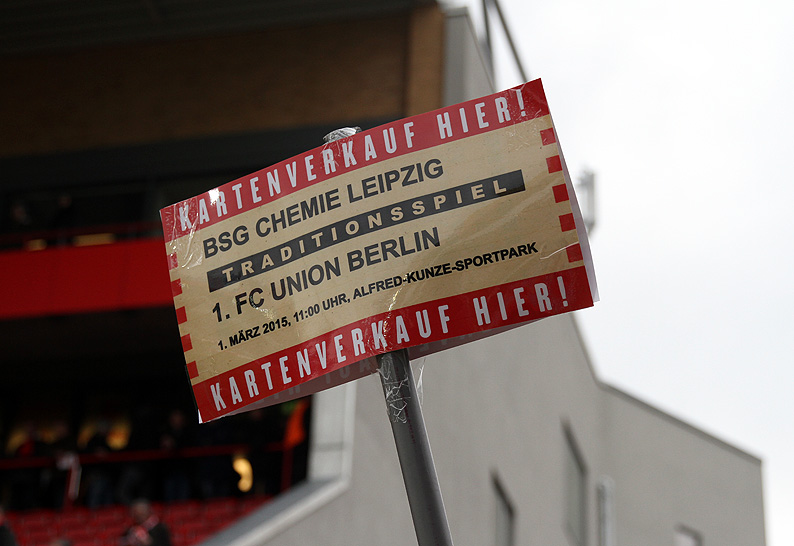 KARTENVERKAUF HIER!
BSG CHEMIE LEIPZIG
TRADITIONSSPIEL
1. FC UNION BERLIN
1. MÄRZ 2015, 11:00 UHR, ALFRED-KUNZE-SPORTPARK
KARTENVERKAUF HIER!